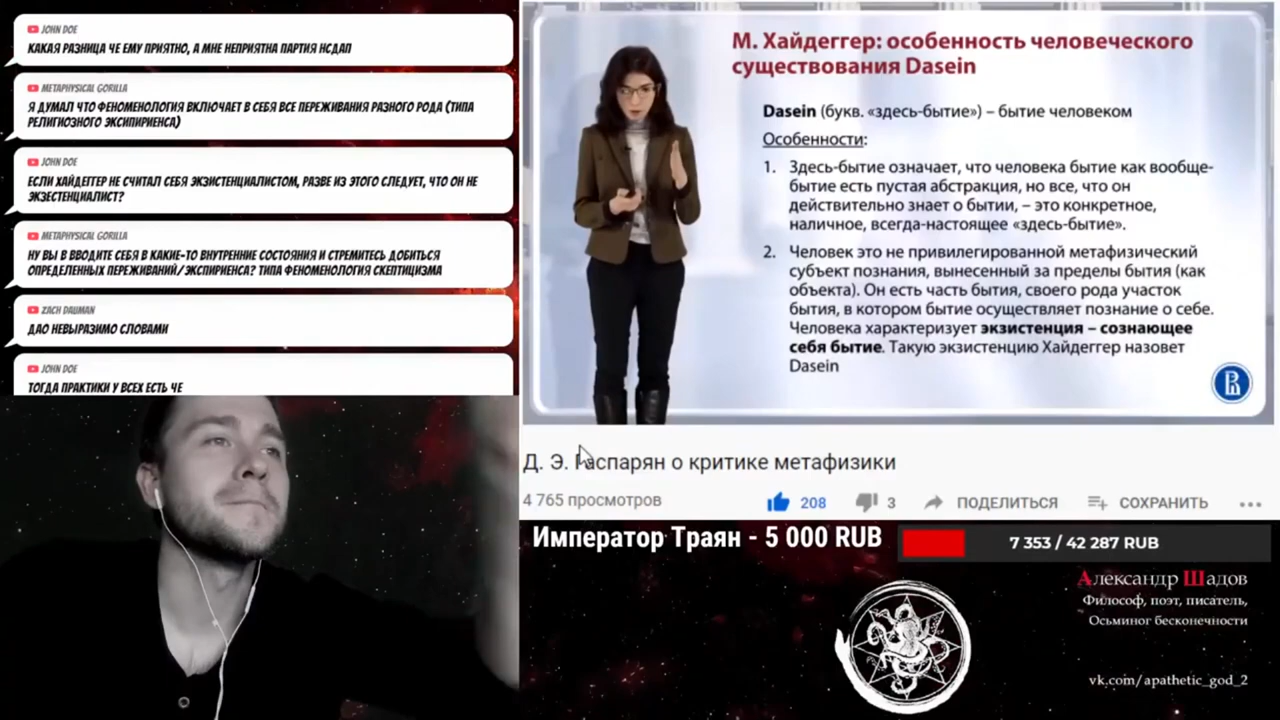 JOHN DOE
КАКАЯ РАЗНИЦА ЧЕ ЕМУ ПРИЯТНО, А МНЕ НЕПРИЯТНА ПАРТИЯ НСДАП
METAPHYSICAL GORILLA
Я ДУМАЛ ЧТО ФЕНОМЕНОЛОГИЯ ВКЛЮЧАЕТ В СЕБЯ ВСЕ ПЕРЕЖИВАНИЯ РАЗНОГО РОДА (ТИПА
РЕЛИГИОЗНОГО ЭКСИПИРИЕНСА)
JOHN DOE
ЕСЛИ ХАЙДЕГГЕР НЕ СЧИТАЛ СЕБЯ ЭКЗИСТЕНЦИАЛИСТОМ, РАЗВЕ ИЗ ЭТОГО СЛЕДУЕТ, ЧТО ОН НЕ
ЭКЗЕСТЕНЦИАЛИСТ?
METAPHYSICAL GORILLA
НУ ВЫ В ВВОДИТЕ СЕБЯ В КАКИЕ-ТО ВНУТРЕННИЕ СОСТОЯНИЯ И СТРЕМИТЕСЬ ДОБИТЬСЯ
ОПРЕДЕЛЕННЫХ ПЕРЕЖИВАНИЙ/ЭКСПИРИЕНСА? ТИПА ФЕНОМЕНОЛОГИЯ СКЕПТИЦИЗМА
ZACH DAUMAN
ДАО НЕВЫРАЗИМО СЛОВАМИ
JOHN DOE
ТОГДА ПРАКТИКИ У ВСЕХ ЕСТЬ ЧЕ
М. Хайдеггер: особенность человеческого
существования Dasein
Dasein (букв. «здесь-бытие») – бытие человеком
Особенности:
1. Здесь-бытие означает, что человека бытие как вообще-
бытие есть пустая абстракция, но все, что он
действительно знает о бытии, – это конкретное,
наличное, всегда-настоящее «здесь-бытие».
2. Человек это не привилегированной метафизический
субъект познания, вынесенный за пределы бытия (как
объекта). Он есть часть бытия, своего рода участок
бытия, в котором бытие осуществляет познание о себе.
Человека характеризует экзистенция – сознающее
себя бытие. Такую экзистенцию Хайдеггер назовет
Dasein
Д. Э. Гаспарян о критике метафизики
4 765 просмотров 208 3 ПОДЕЛИТЬСЯ СОХРАНИТЬ
Император Траян - 5 000 RUB
7 353 / 42 287 RUB
Александр Шадов
Философ, поэт, писатель,
Осьминог бесконечности
vk.com/apathetic_god_2